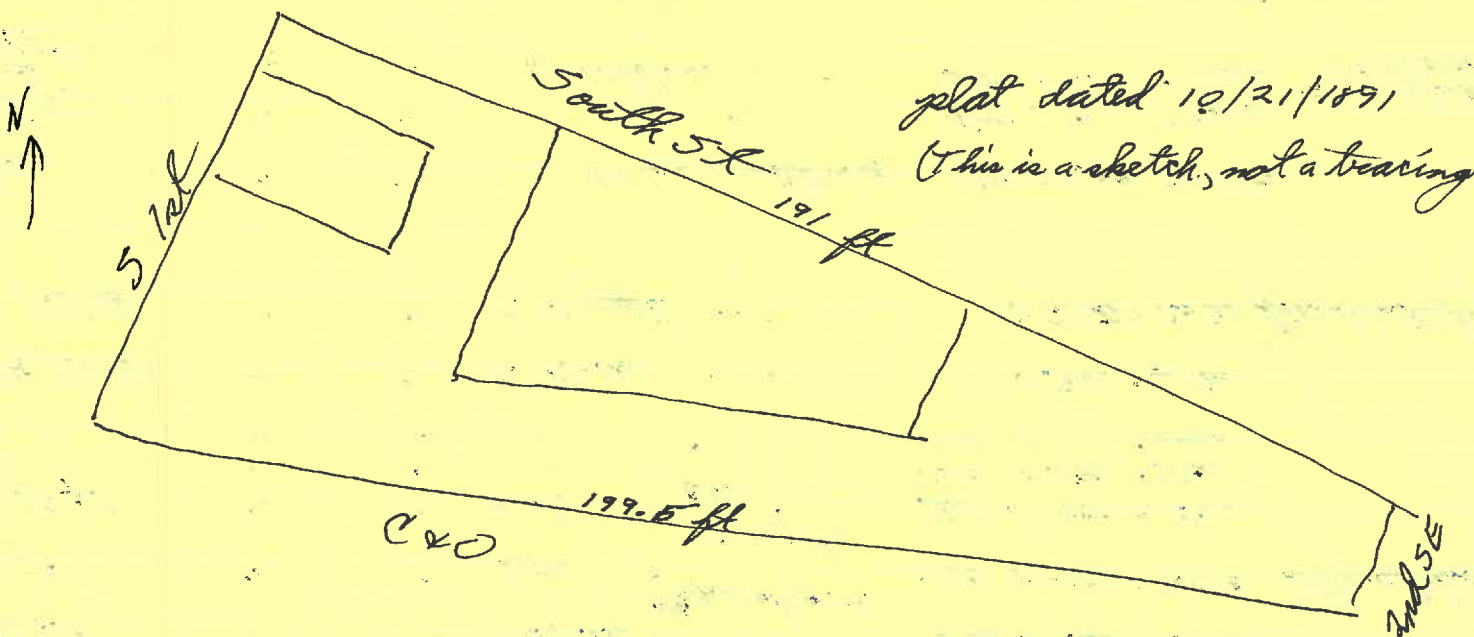 N
South St
plat dated 10/21/1891
(This is a sketch, not a tracing
S 1st
191 ft
199.5 ft
C&O
2nd SE